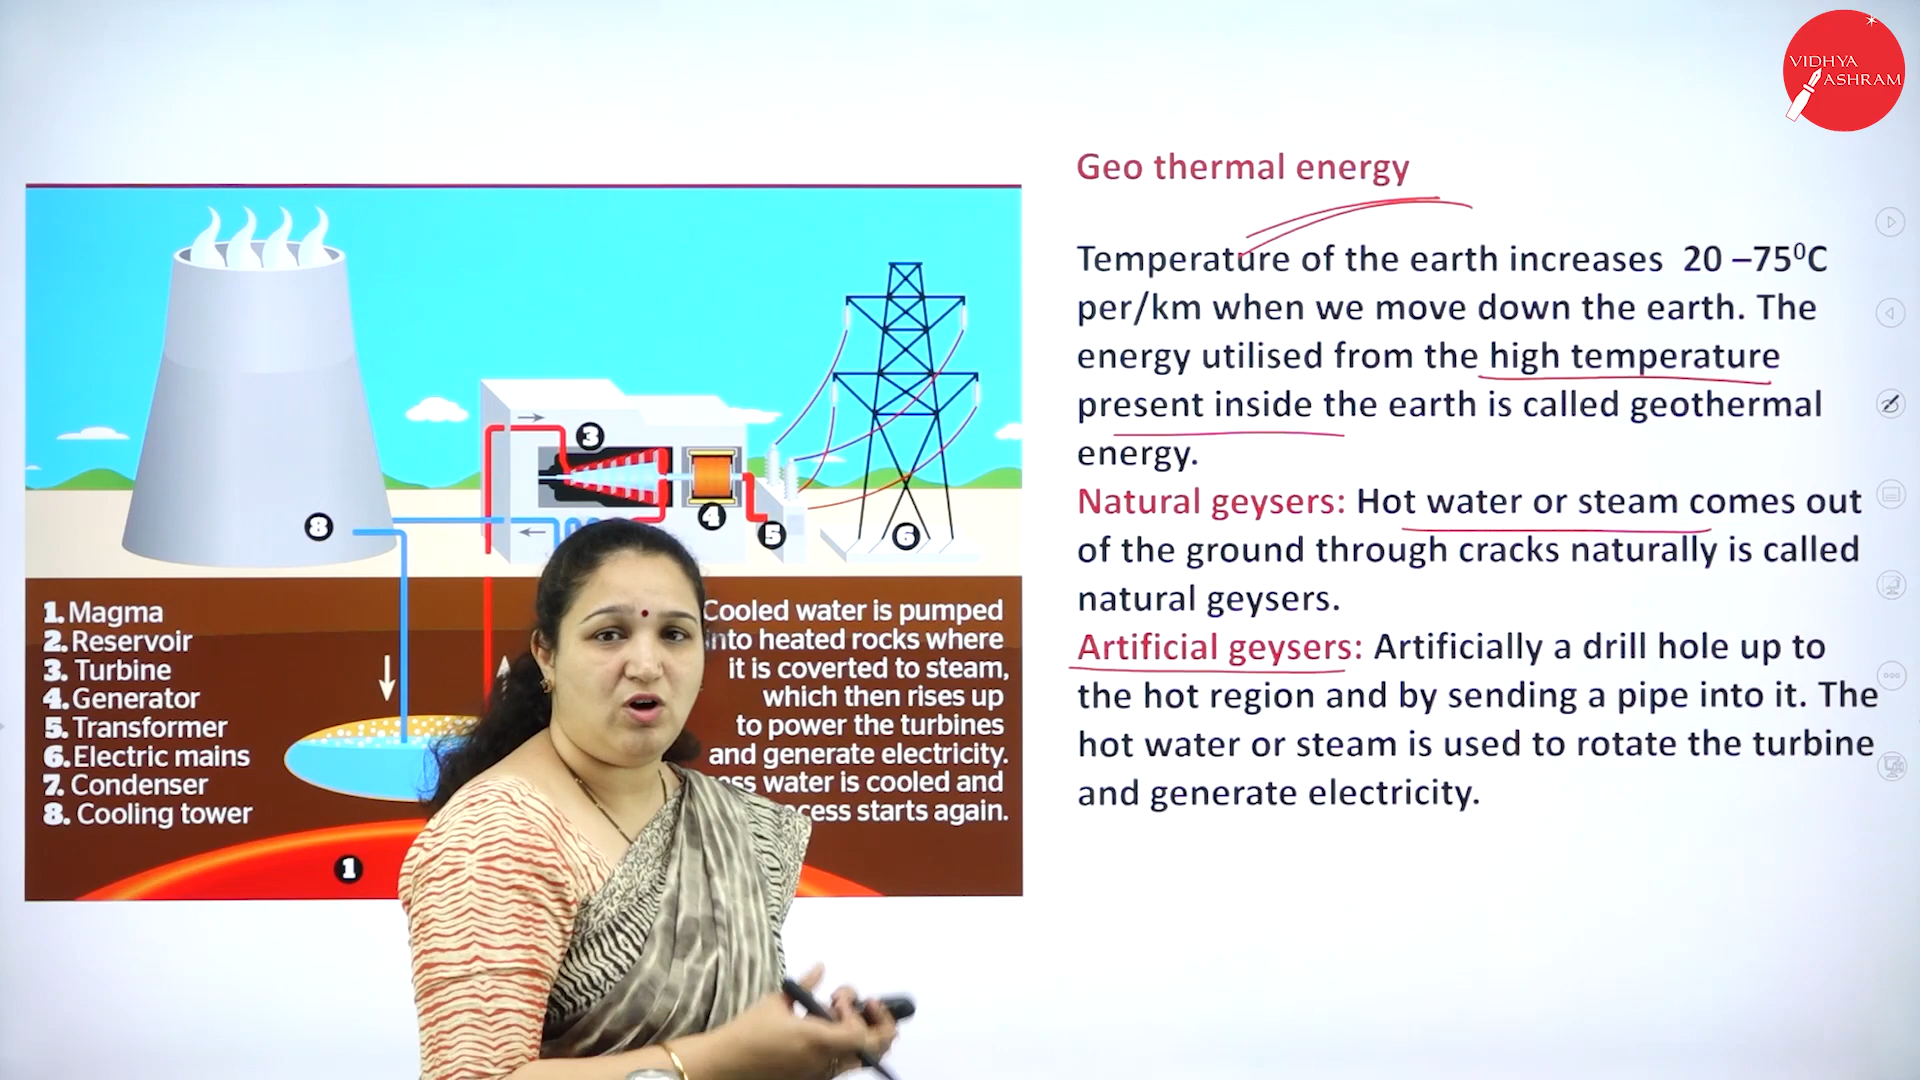 VIDHYA
ASHRAM
Geo thermal energy
Temperature of the earth increases 20 –75⁰C
per/km when we move down the earth. The
energy utilised from the high temperature
present inside the earth is called geothermal
energy.
Natural geysers: Hot water or steam comes out
of the ground through cracks naturally is called
natural geysers.
Artificial geysers: Artificially a drill hole up to
the hot region and by sending a pipe into it. The
hot water or steam is used to rotate the turbine
and generate electricity.
3
4
5
6
8
1. Magma
2. Reservoir
3. Turbine
4. Generator
5. Transformer
6. Electric mains
7. Condenser
8. Cooling tower
1
Cooled water is pumped
heated rocks where
it is coverted to steam,
which then rises up
to power the turbines
and generate electricity.
water is cooled and
starts again.